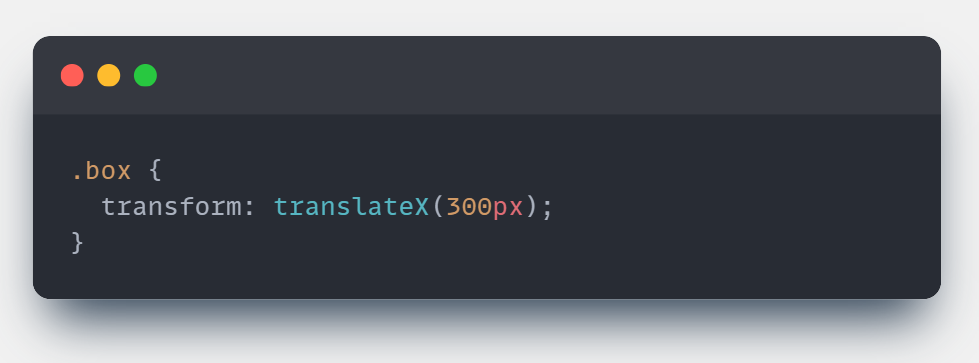 .box {
  transform: translateX(300px);
}